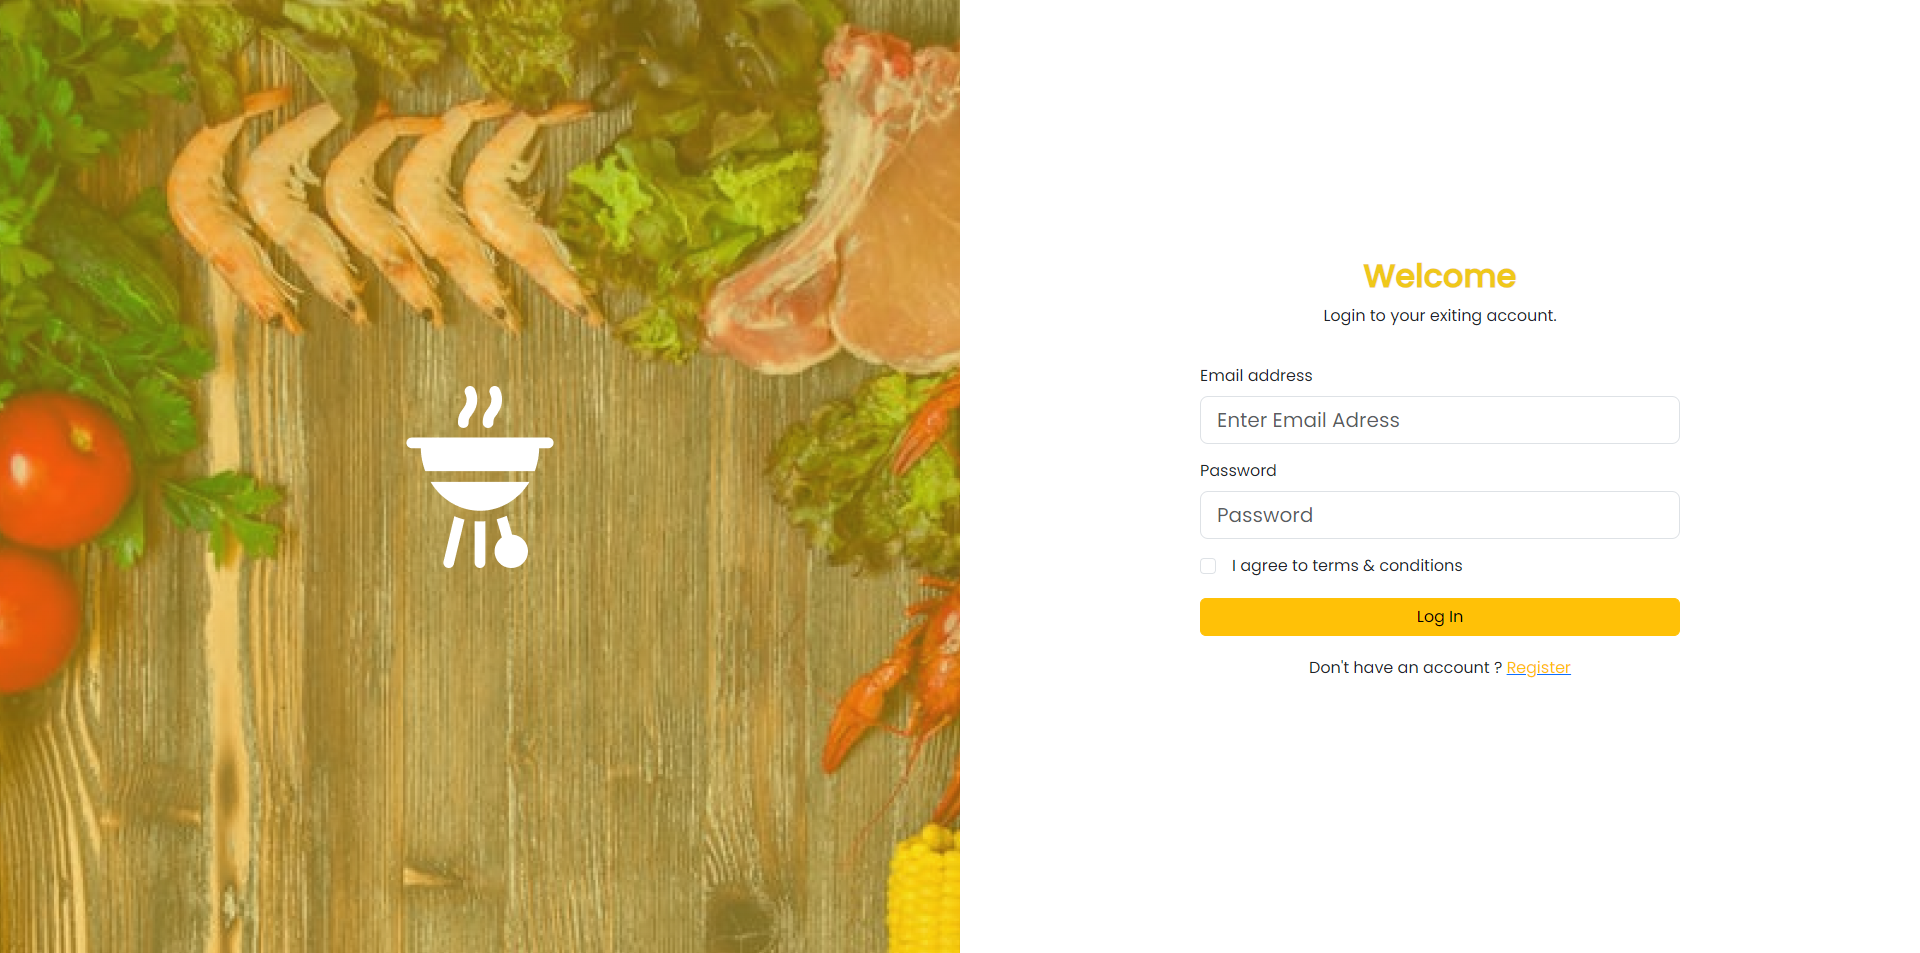 Welcome
Login to your exiting account.
Email address
Enter Email Adress
Password
Password
I agree to terms & conditions
Log In
Don't have an account ? Register